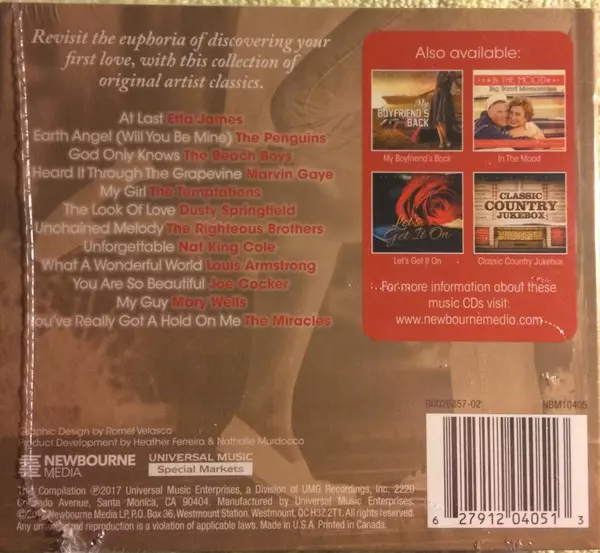 Revisit the euphoria of discovering your
first love, with this collection of
original artist classics.
At Last Etta James
Earth Angel (Will You Be Mine) The Penguins
God Only Knows The Beach Boys
Heard It Through The Grapevine Marvin Gaye
My Girl The Temptations
The Look Of Love Dusty Springfield
Unchained Melody The Righteous Brothers
Unforgettable Nat King Cole
What A Wonderful World Louis Armstrong
You Are So Beautiful Joe Cocker
My Guy Mary Wells
You've Really Got A Hold On Me The Miracles
Also available:
My
BOYFRIEND'S
BACK
IN THE MOOD
Big Band Memories
My Boyfriend's Back
In The Mood
Let's
Get It On
CLASSIC
COUNTRY
JUKEBOX
Let's Get It On
Classic Country Jukebox
For more information about these
music CDs visit:
www.newbournemedia.com
NBM10405
Graphic Design by Romel Velasco
Product Development by Heather Ferreira & Nathalie Murdocco
NEWBOURNE
MEDIA
UNIVERSAL MUSIC
Special Markets
This Compilation ℗2017 Universal Music Enterprises, a Division of UMG Recordings, Inc. 2220
Colorado Avenue, Santa Monica, CA 90404. Manufactured by Universal Music Enterprises.
Newbourne Media LP, P.O. Box 36, Westmount Station, Westmount, QC H3Z 2T1. All rights reserved.
Any reproduction is a violation of applicable laws. Made in U.S.A. Printed in Canada.
6 27912 04051 3